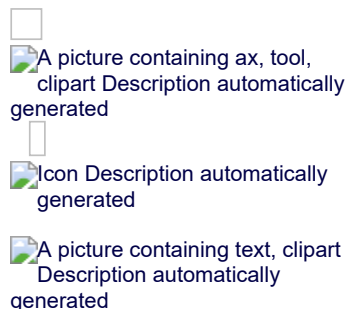 A picture containing ax, tool,
clipart Description automatically
generated
Icon Description automatically
generated
A picture containing text, clipart
Description automatically
generated